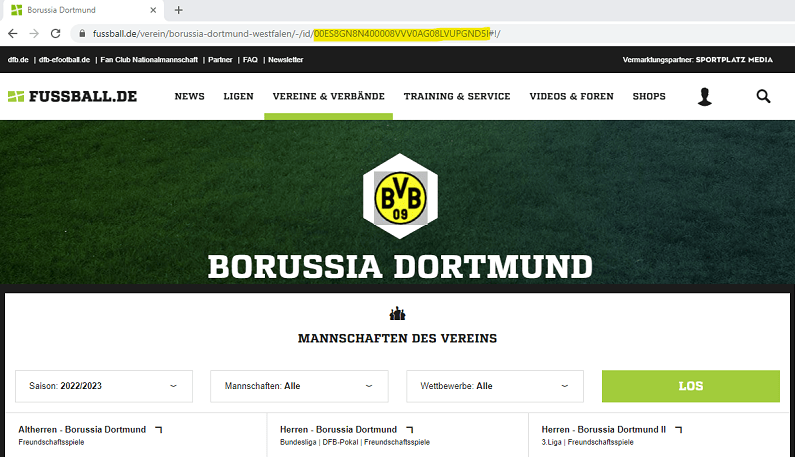 Borussia Dortmund
fussball.de/verein/borussia-dortmund-westfalen/-/id/00ES8GN8N400008VVV0AG08LVUPGND5I#!/
dfb.de | dfb-efootball.de | Fan Club Nationalmannschaft | Partner | FAQ | Newsletter
Vermarktungspartner: SPORTPLATZ MEDIA
FUSSBALL.DE
NEWS LIGEN VEREINE & VERBÄNDE TRAINING & SERVICE VIDEOS & FOREN SHOPS
BVB
09
BORUSSIA DORTMUND
MANNSCHAFTEN DES VEREINS
Saison: 2022/2023
Mannschaften: Alle
Wettbewerbe: Alle
LOS
Altherren - Borussia Dortmund
Freundschaftsspiele
Herren - Borussia Dortmund
Bundesliga | DFB-Pokal | Freundschaftsspiele
Herren - Borussia Dortmund II
3.Liga | Freundschaftsspiele